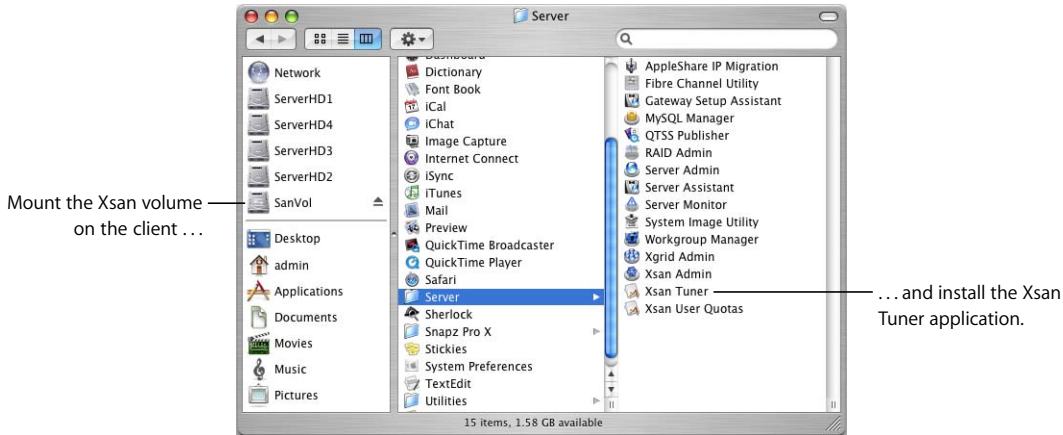 Server
Network
ServerHD1
ServerHD4
ServerHD3
ServerHD2
SanVol
Desktop
admin
Applications
Documents
Movies
Music
Pictures
Dashboard
Dictionary
Font Book
iCal
iChat
Image Capture
Internet Connect
iSync
iTunes
Mail
Preview
QuickTime Broadcaster
QuickTime Player
Safari
Server
Sherlock
Snapz Pro X
Stickies
System Preferences
TextEdit
Utilities
AppleShare IP Migration
Fibre Channel Utility
Gateway Setup Assistant
MySQL Manager
QTSS Publisher
RAID Admin
Server Admin
Server Assistant
Server Monitor
System Image Utility
Workgroup Manager
Xgrid Admin
Xsan Admin
Xsan Tuner
Xsan User Quotas
15 items, 1.58 GB available
Mount the Xsan volume
on the client . . .
. . . and install the Xsan
Tuner application.